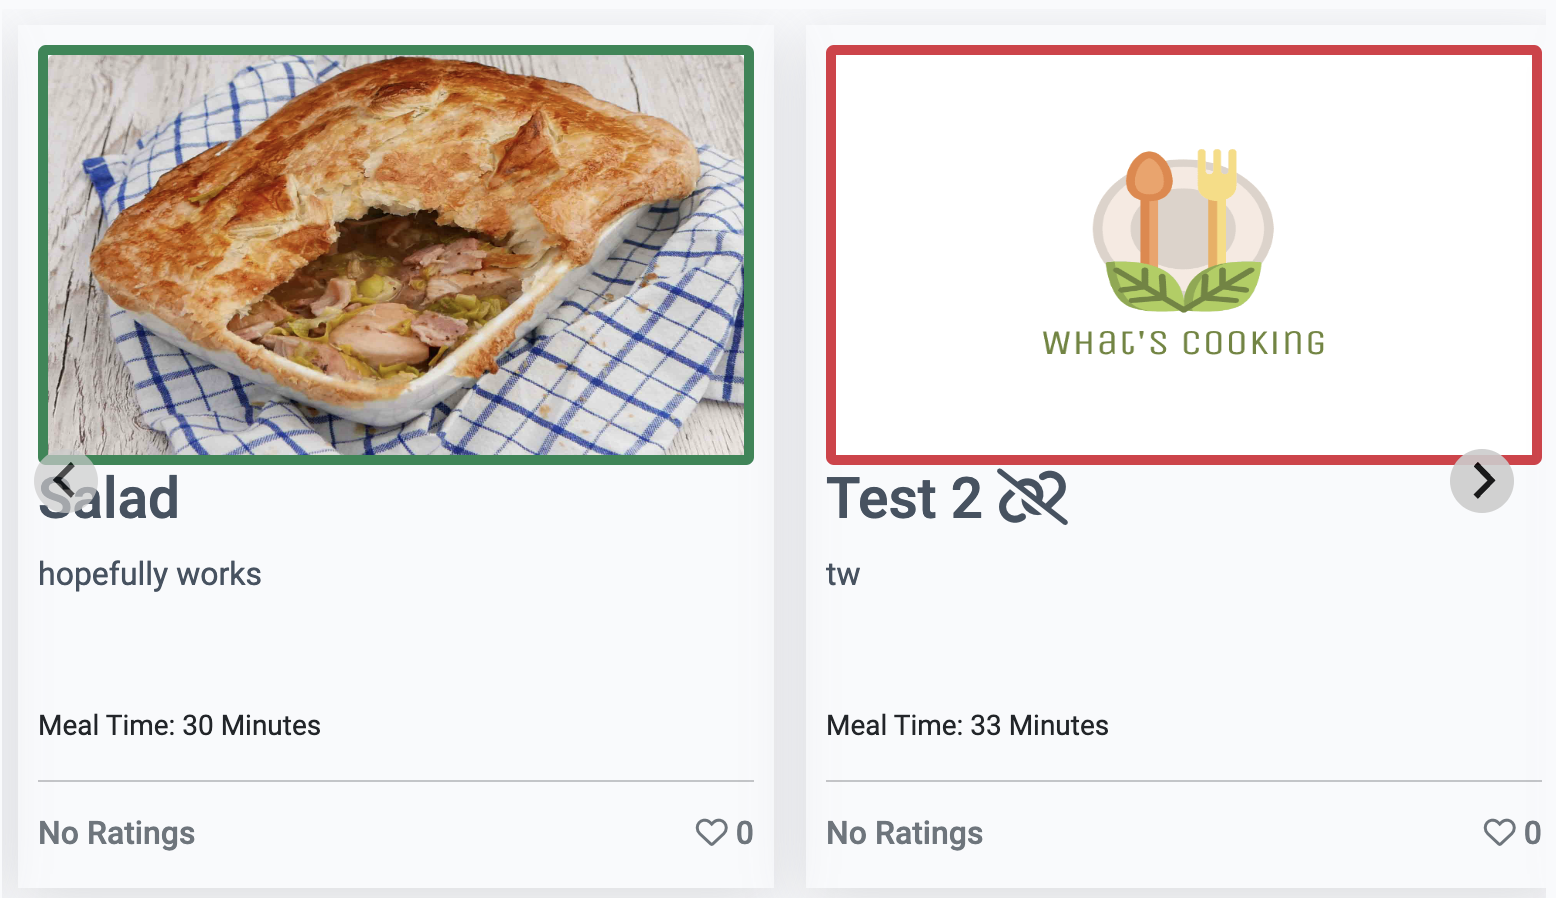 Salad
hopefully works
Meal Time: 30 Minutes
No Ratings
0
WHat'S COOKING
Test 2
tw
Meal Time: 33 Minutes
No Ratings
0